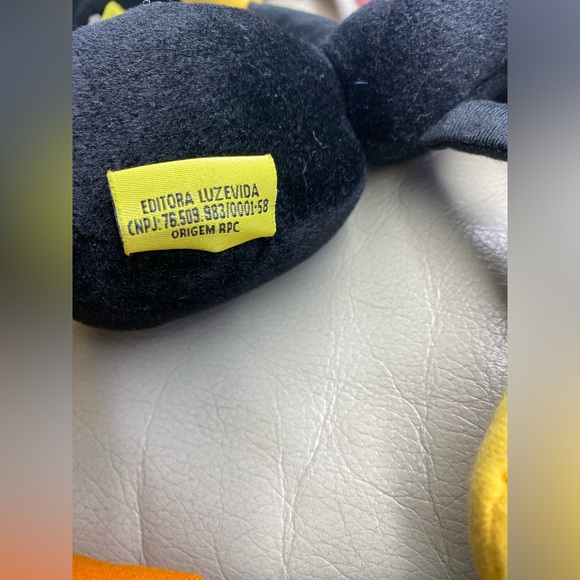 EDITORA LUZEVIDA
CNPJ: 76.509.983/0001-58
ORIGEM RPC